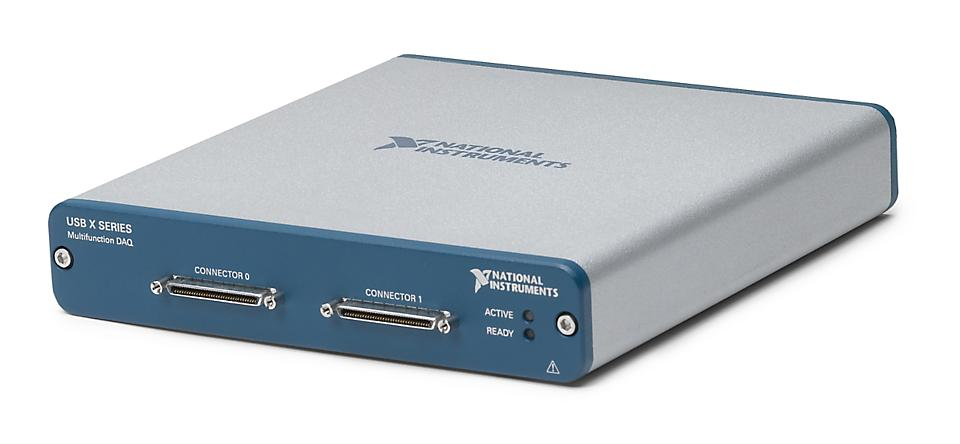 NATIONAL
INSTRUMENTS
USB X SERIES
Multifunction DAQ
CONNECTOR 0
CONNECTOR 1
NATIONAL
INSTRUMENTS
ACTIVE
READY